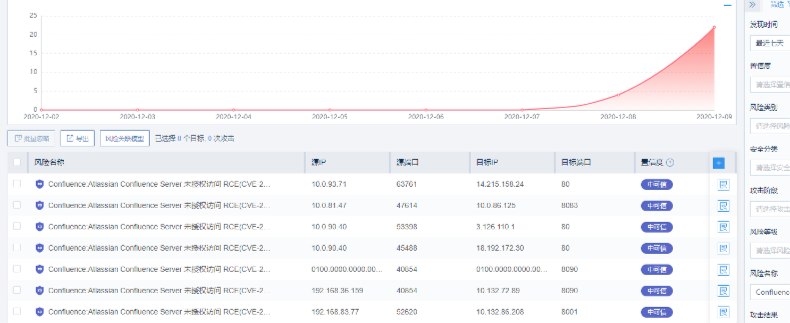 25
20
15
10
5
0
2020-12-02 2020-12-03 2020-12-04 2020-12-05 2020-12-06 2020-12-07 2020-12-08 2020-12-09
批量忽略 导出 风险关联模型 已选择 0 个目标, 0 次攻击
风险名称 源IP 源端口 目标IP 目标端口 置信度
Confluence:Atlassian Confluence Server 未授权访问 RCE(CVE-2... 10.0.93.71 63761 14.215.158.24 80 中可信
Confluence:Atlassian Confluence Server 未授权访问 RCE(CVE-2... 10.0.81.47 47614 10.0.86.125 8083 中可信
Confluence:Atlassian Confluence Server 未授权访问 RCE(CVE-2... 10.0.90.40 53398 3.126.110.1 80 中可信
Confluence:Atlassian Confluence Server 未授权访问 RCE(CVE-2... 10.0.90.40 45488 18.192.172.30 80 中可信
Confluence:Atlassian Confluence Server 未授权访问 RCE(CVE-2... 0100.0000.0000.00... 40654 0100.0000.0000.00... 8090 中可信
Confluence:Atlassian Confluence Server 未授权访问 RCE(CVE-2... 192.168.36.159 40654 10.132.72.89 8090 中可信
Confluence:Atlassian Confluence Server 未授权访问 RCE(CVE-2... 192.168.83.77 52620 10.132.86.208 8001 中可信
筛选
发现时间
最近七天
置信度
请选择置信
风险类别
请选择风险
安全分类
请选择安全
攻击阶段
请选择攻击
风险等级
请选择风险
风险名称
Confluence
攻击结果